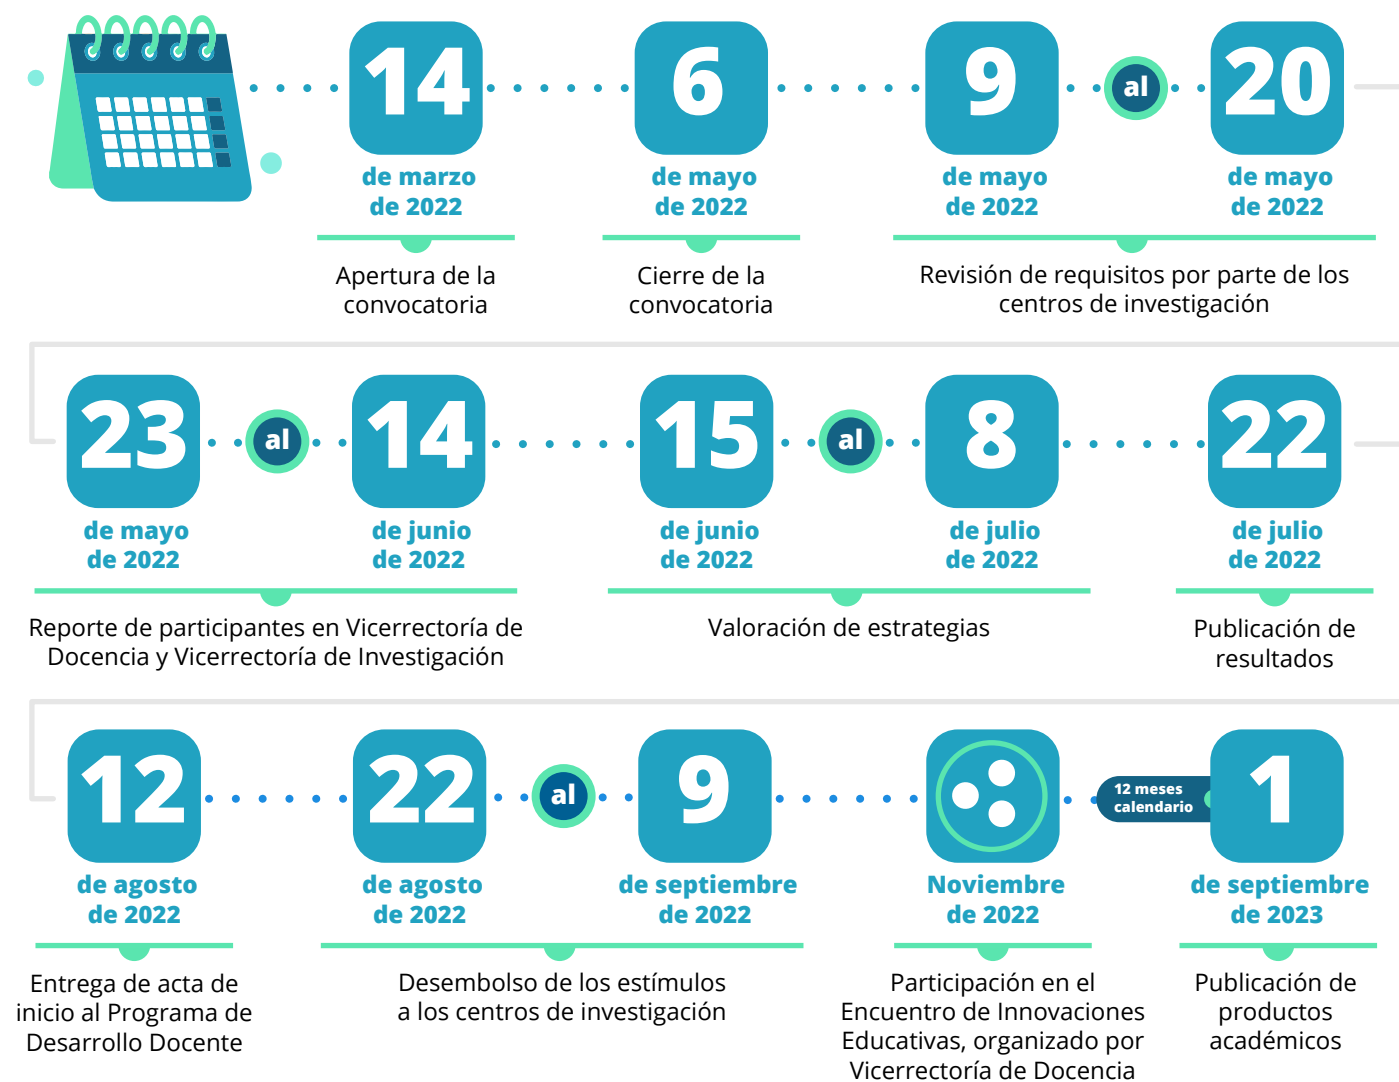 14
de marzo
de 2022
Apertura de la
convocatoria
6
de mayo
de 2022
Cierre de la
convocatoria
9
de mayo
de 2022
al
20
de mayo
de 2022
Revisión de requisitos por parte de los
centros de investigación
23
de mayo
de 2022
al
14
de junio
de 2022
Reporte de participantes en Vicerrectoría de
Docencia y Vicerrectoría de Investigación
15
de junio
de 2022
al
8
de julio
de 2022
Valoración de estrategias
22
de julio
de 2022
Publicación de
resultados
12
de agosto
de 2022
Entrega de acta de
inicio al Programa de
Desarrollo Docente
22
de agosto
de 2022
al
9
de septiembre
de 2022
Desembolso de los estímulos
a los centros de investigación
Noviembre
de 2022
Participación en el
Encuentro de Innovaciones
Educativas, organizado por
Vicerrectoría de Docencia
12 meses
calendario
1
de septiembre
de 2023
Publicación de
productos
académicos